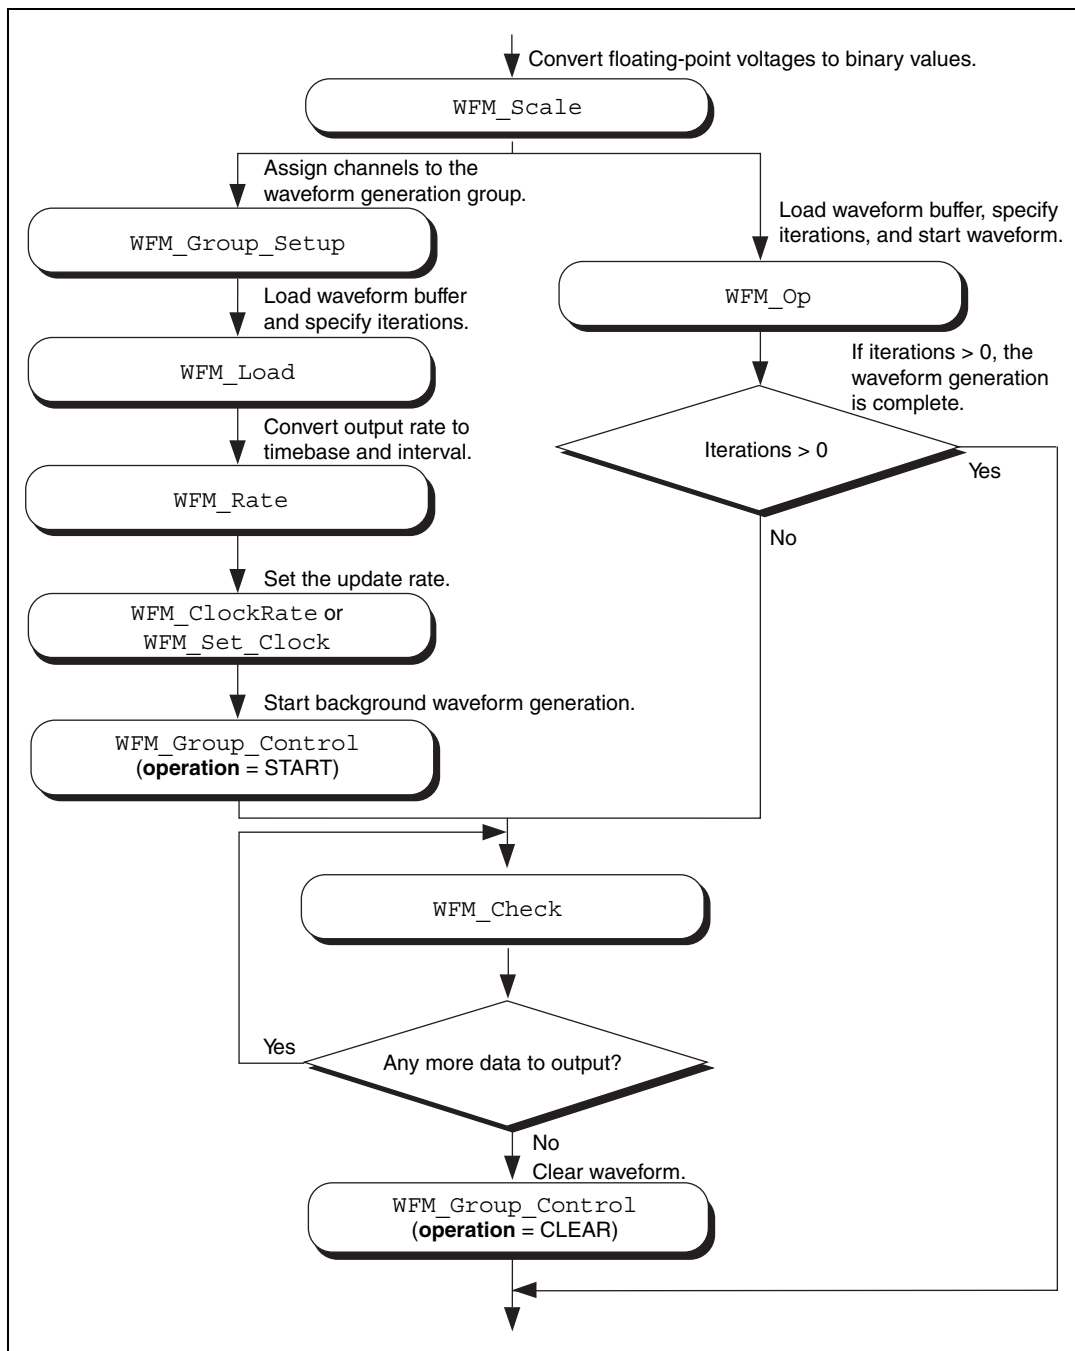 Convert floating-point voltages to binary values.
WFM_Scale
Assign channels to the
waveform generation group.
WFM_Group_Setup
Load waveform buffer
and specify iterations.
WFM_Load
Convert output rate to
timebase and interval.
WFM_Rate
Set the update rate.
WFM_ClockRate or
WFM_Set_Clock
Start background waveform generation.
WFM_Group_Control
(operation = START)
Load waveform buffer, specify
iterations, and start waveform.
WFM_Op
If iterations > 0, the
waveform generation
is complete.
Iterations > 0
Yes
No
WFM_Check
Any more data to output?
Yes
No
Clear waveform.
WFM_Group_Control
(operation = CLEAR)